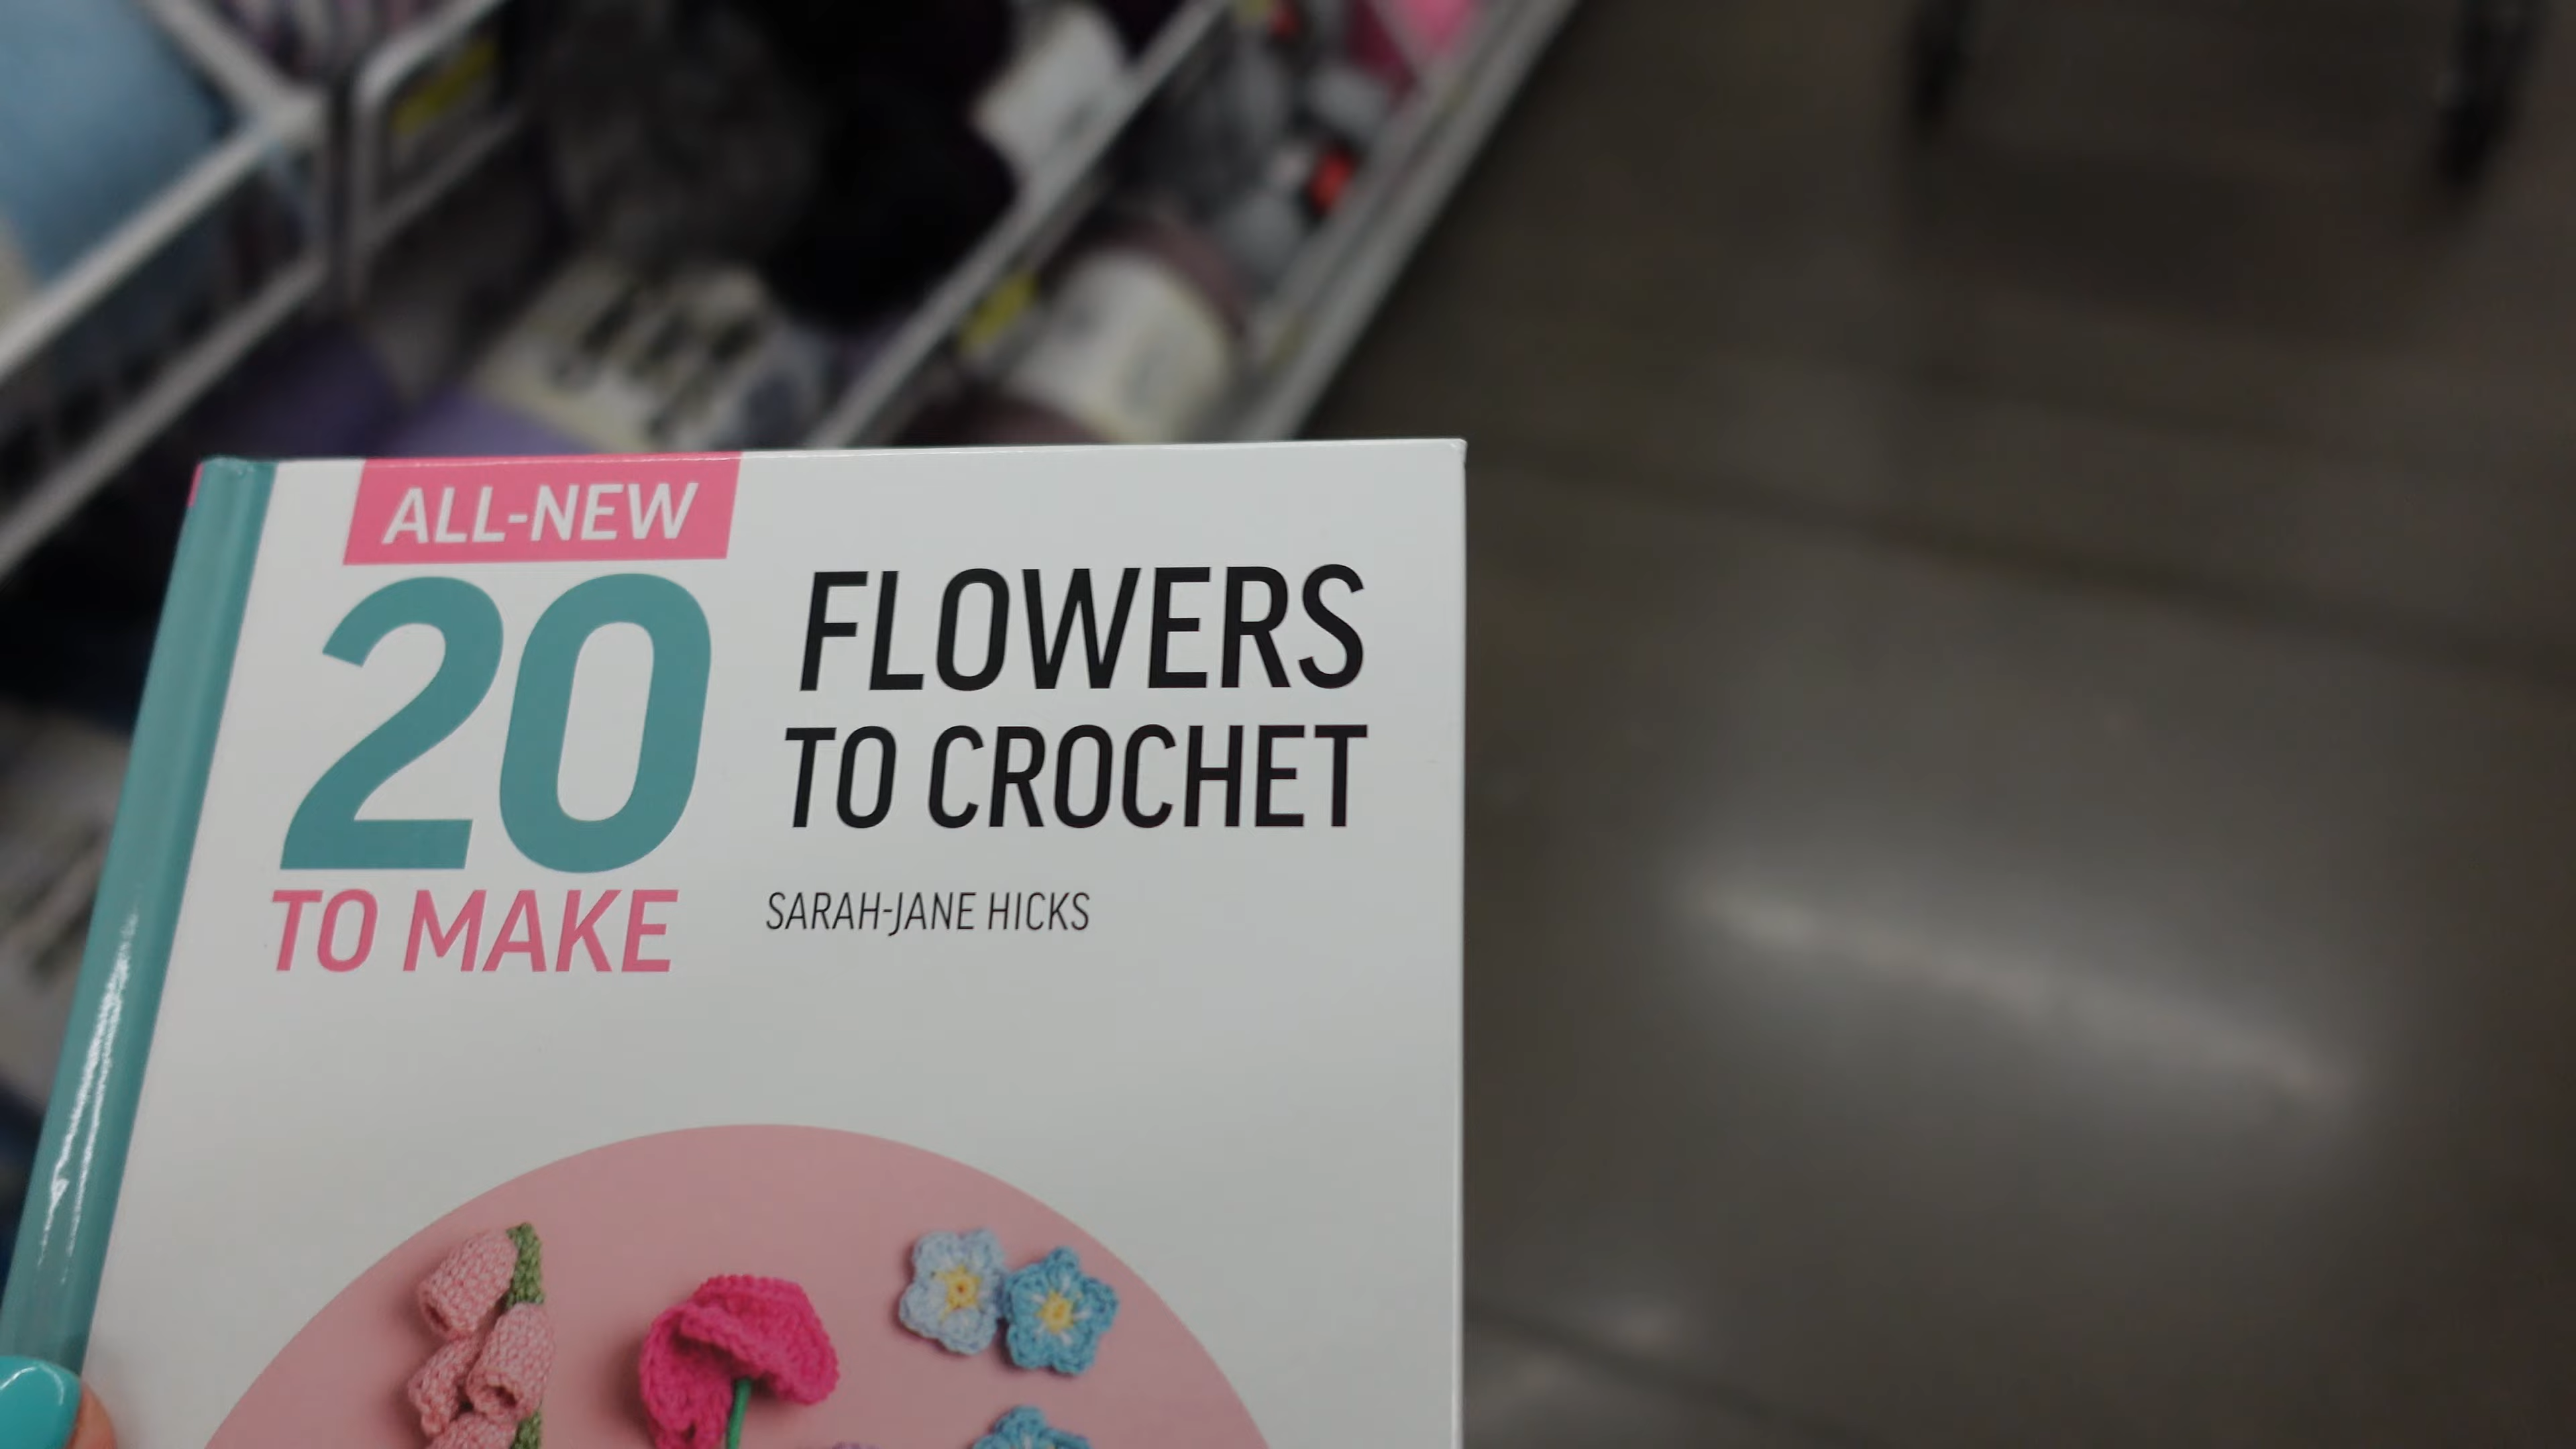 ALL-NEW
20
TO MAKE
FLOWERS
TO CROCHET
SARAH-JANE HICKS